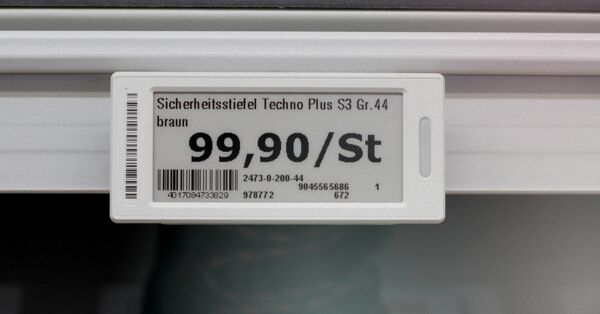 Sicherheitsstiefel Techno Plus S3 Gr.44
braun
99,90/St
2473-0-200-44
9045565686 1
4017094733829 978772 672